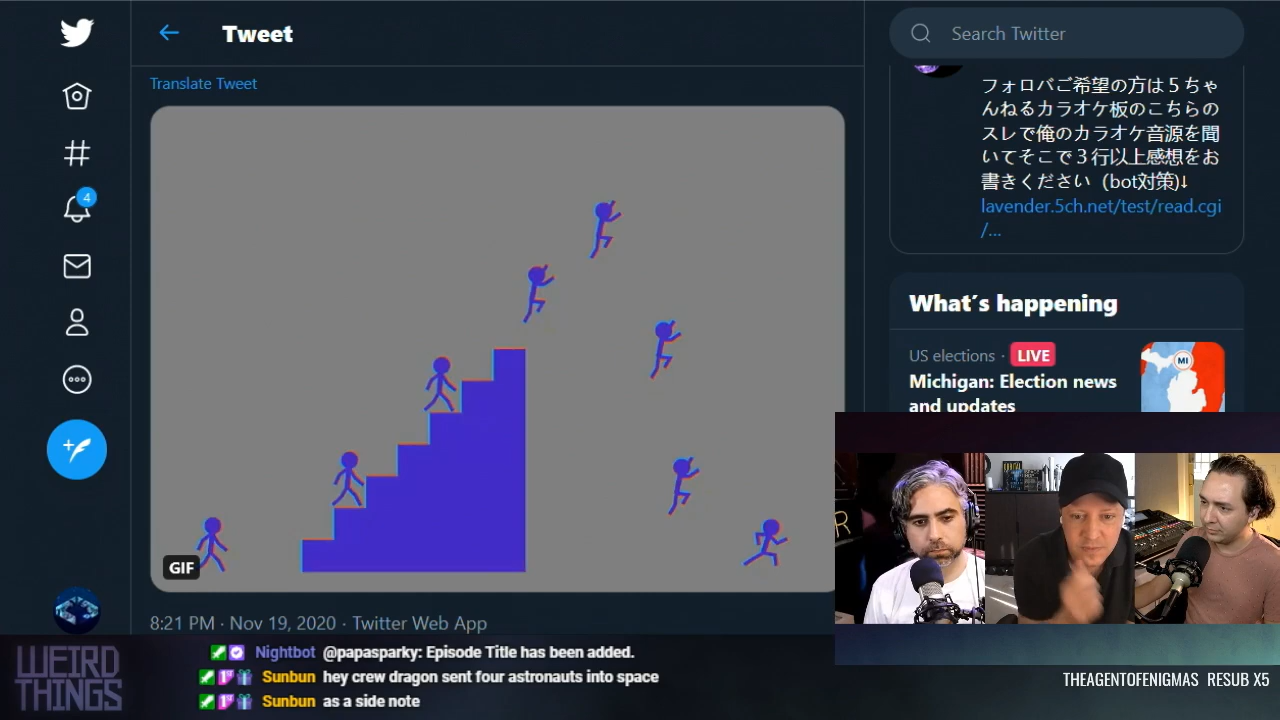 Tweet
Search Twitter
Translate Tweet
フォロバご希望の方は５ちゃ
んねるカラオケ板のこちらの
スレで俺のカラオケ音源を聞
いてそこで３行以上感想をお
書きください（bot対策)↓
lavender.5ch.net/test/read.cgi
/...
4
What's happening
US elections · LIVE
Michigan: Election news
and updates
MI
GIF
8:21 PM · Nov 19, 2020 · Twitter Web App
WEIRD
THINGS
Nightbot @papasparky: Episode Title has been added.
Sunbun hey crew dragon sent four astronauts into space
Sunbun as a side note
THEAGENTOFENIGMAS RESUB X5